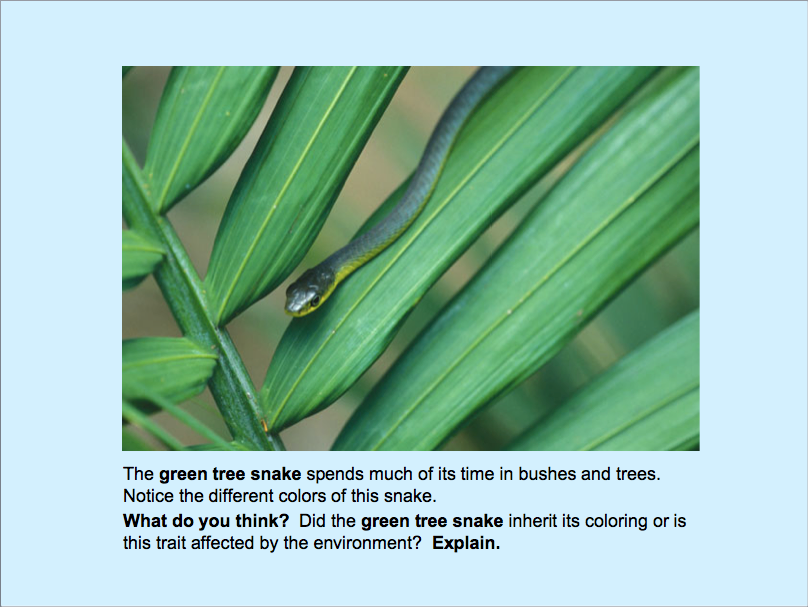 The green tree snake spends much of its time in bushes and trees.
Notice the different colors of this snake.
What do you think?  Did the green tree snake inherit its coloring or is
this trait affected by the environment?  Explain.